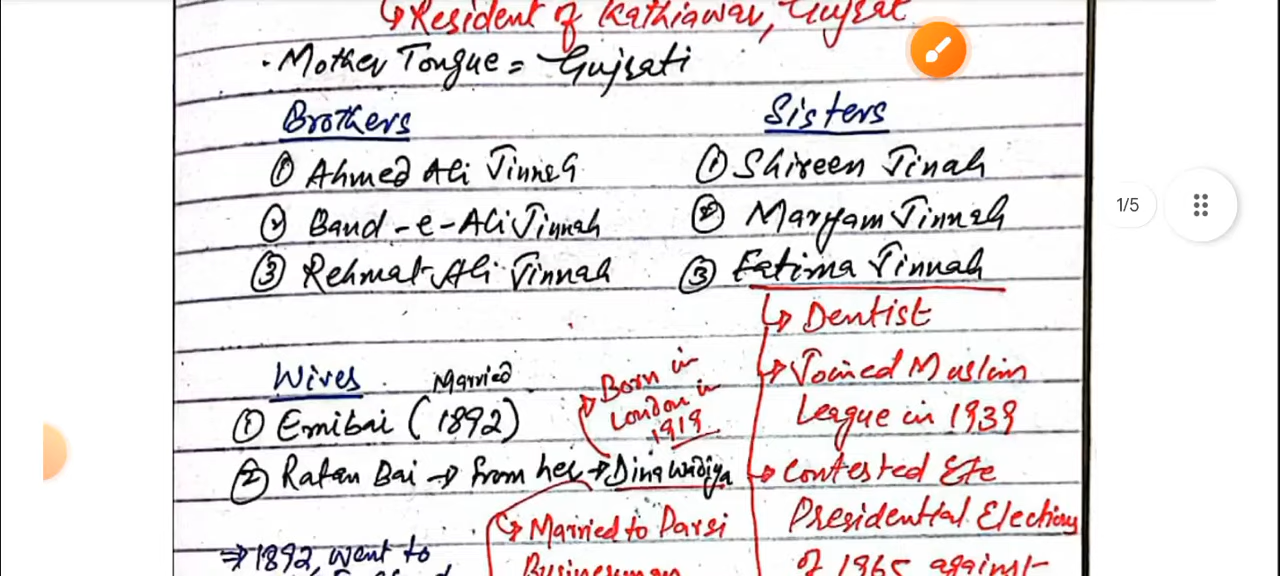 ↳ Resident of Kathiawar, Gujrat
· Mother Tongue = Gujrati
Brothers
① Ahmed Ali Jinnah
② Band-e-Ali Jinnah
③ Rehmat Ali Jinnah
Sisters
① Shireen Jinah
② Maryam Jinnah
③ Fatima Jinnah
↳ Dentist
↳ Joined Muslim
League in 1939
↳ Contested
Presidential Elections
of 1965 against
Wives Married
① Emibai (1892)
② Ratan Bai → from her → Dina Wadiya
↳ Born in
London in
1919
↳ Married to Parsi
Businessman
⇒ 1892, went to
1/5